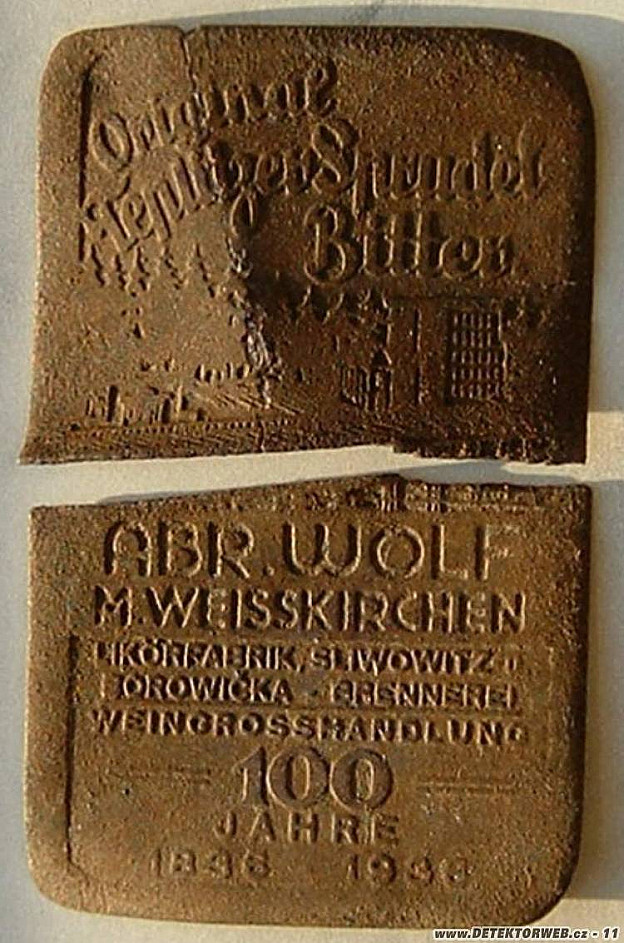 Original
Teplitzer Sprudel
Bitter
ABR. WOLF
M. WEISSKIRCHEN
LIKÖRFABRIK, SLIWOWITZ U.
BOROWIČKA - BRENNEREI,
WEINGROSSHANDLUNG
100
JAHRE
1836 1936
www.DETEKTORWEB.cz - 11